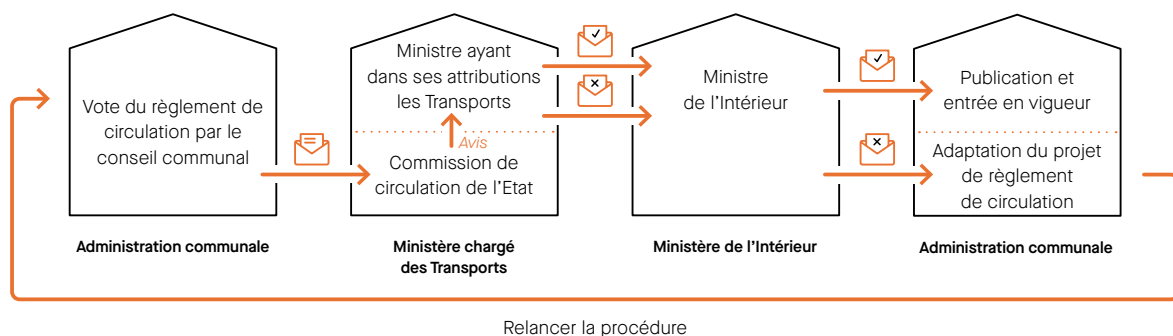 Vote du règlement de
circulation par le
conseil communal
Administration communale
Ministre ayant
dans ses attributions
les Transports
Avis
Commission de
circulation de l'Etat
Ministère chargé
des Transports
Ministre
de l'Intérieur
Ministère de l'Intérieur
Publication et
entrée en vigueur
Adaptation du projet
de règlement
de circulation
Administration communale
Relancer la procédure